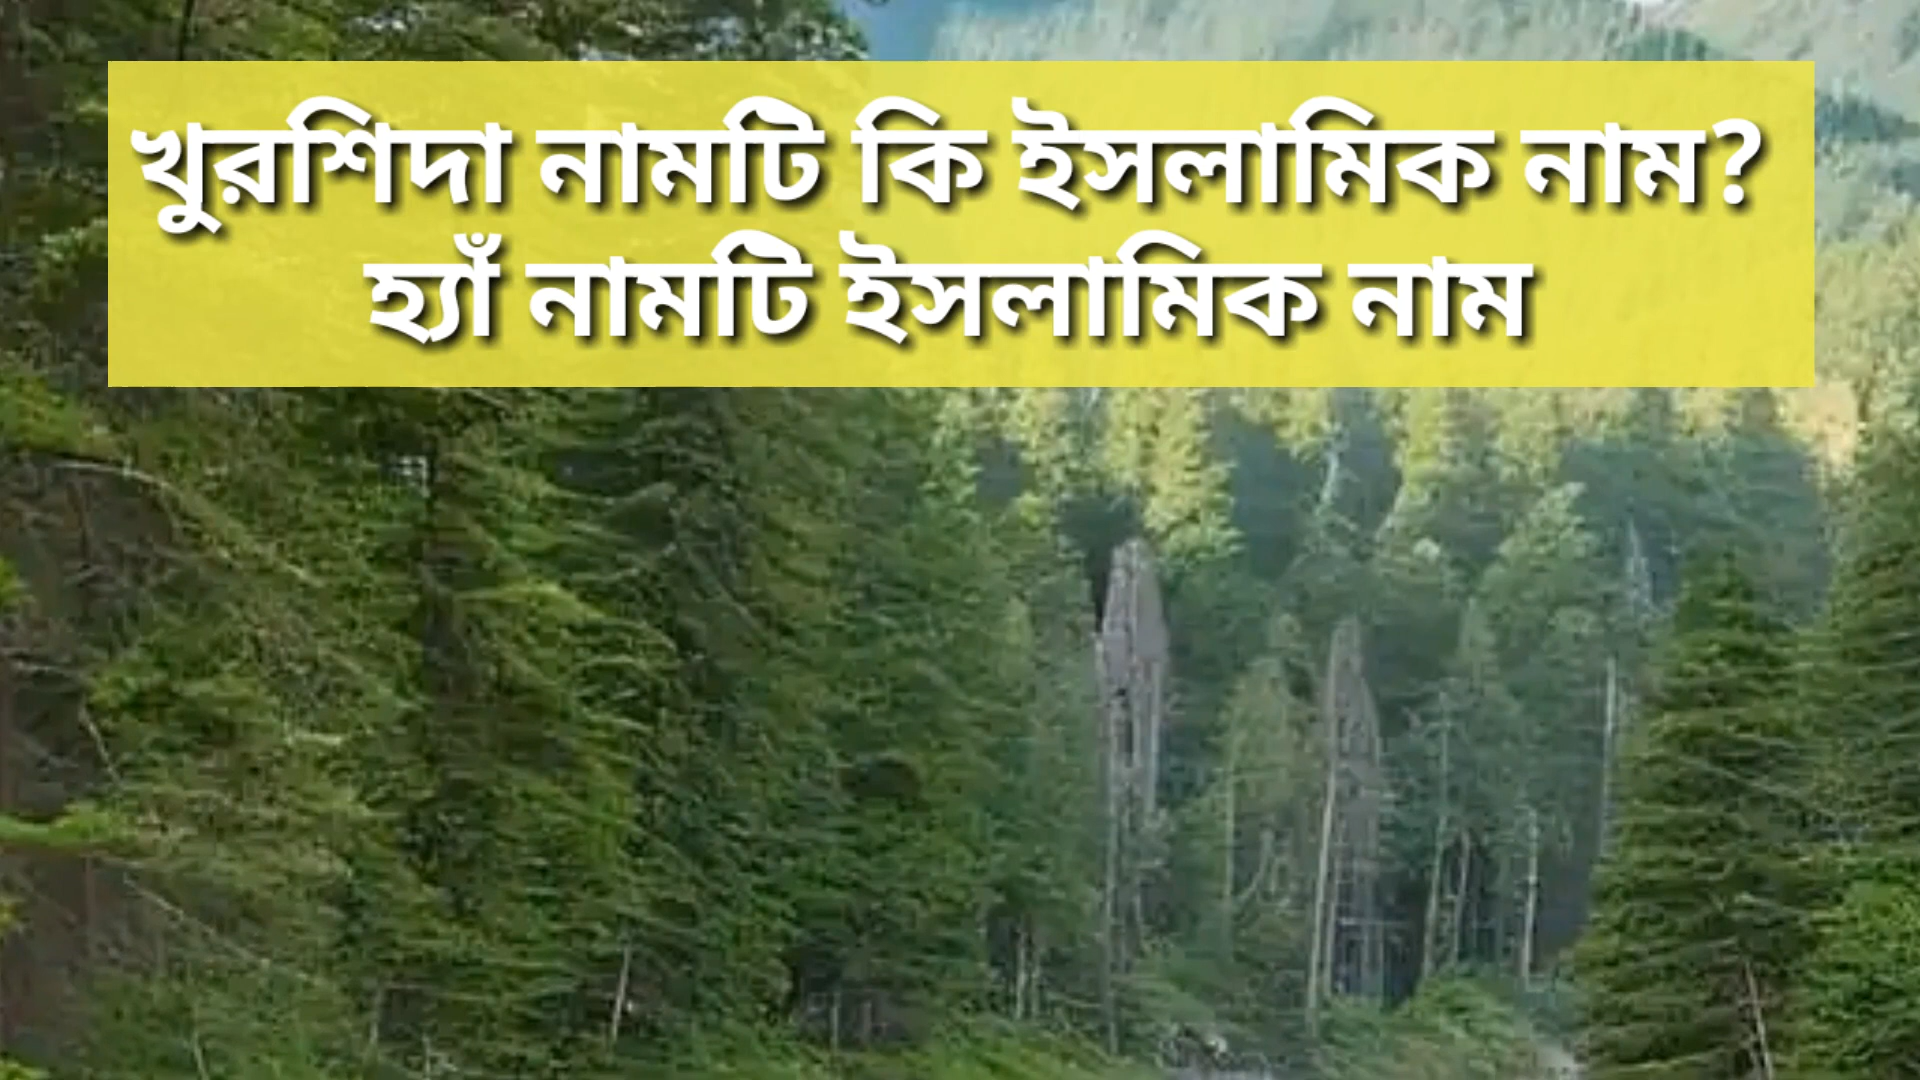 খুরশিদা নামটি কি ইসলামিক নাম?
হ্যাঁ নামটি ইসলামিক নাম